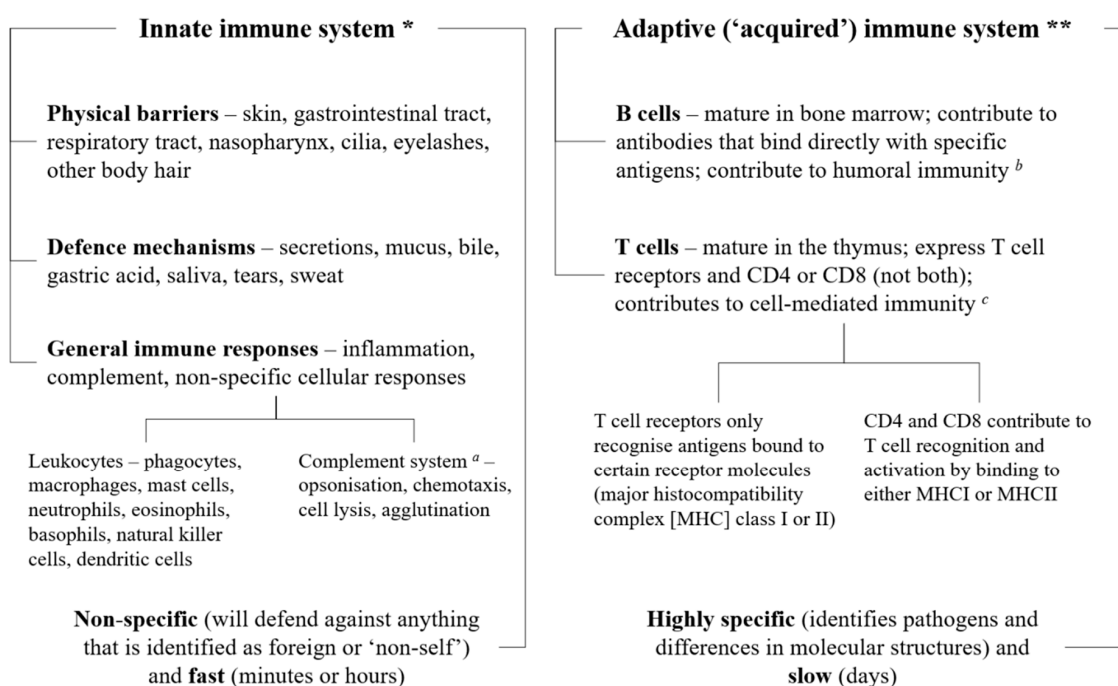 Innate immune system *
Physical barriers – skin, gastrointestinal tract,
respiratory tract, nasopharynx, cilia, eyelashes,
other body hair
Defence mechanisms – secretions, mucus, bile,
gastric acid, saliva, tears, sweat
General immune responses – inflammation,
complement, non-specific cellular responses
Leukocytes – phagocytes,
macrophages, mast cells,
neutrophils, eosinophils,
basophils, natural killer
cells, dendritic cells
Complement system a –
opsonisation, chemotaxis,
cell lysis, agglutination
Non-specific (will defend against anything
that is identified as foreign or ‘non-self’)
and fast (minutes or hours)
Adaptive (‘acquired’) immune system **
B cells – mature in bone marrow; contribute to
antibodies that bind directly with specific
antigens; contribute to humoral immunity b
T cells – mature in the thymus; express T cell
receptors and CD4 or CD8 (not both);
contributes to cell-mediated immunity c
T cell receptors only
recognise antigens bound to
certain receptor molecules
(major histocompatibility
complex [MHC] class I or II)
CD4 and CD8 contribute to
T cell recognition and
activation by binding to
either MHCI or MHCII
Highly specific (identifies pathogens and
differences in molecular structures) and
slow (days)